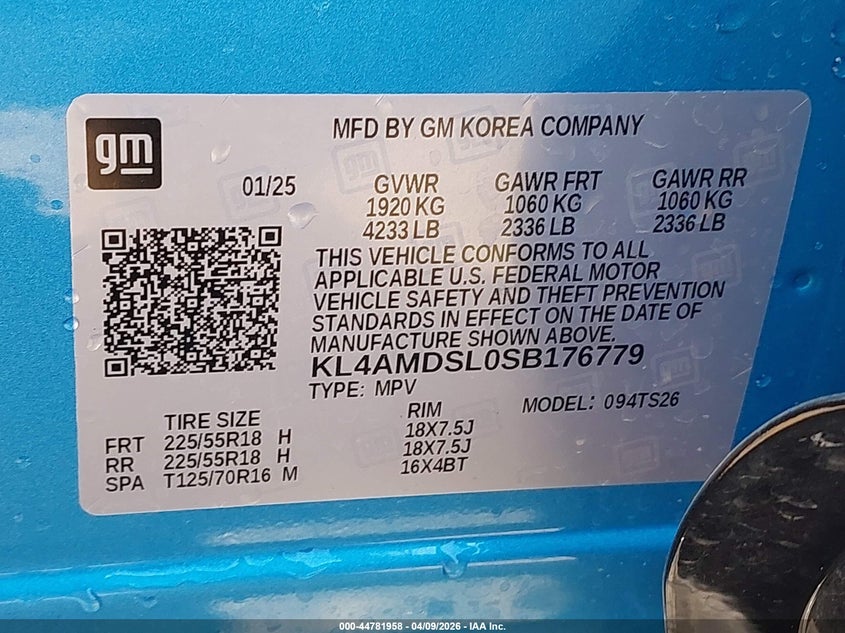 gm
MFD BY GM KOREA COMPANY
01/25
GVWR GAWR FRT GAWR RR
1920 KG 1060 KG 1060 KG
4233 LB 2336 LB 2336 LB
THIS VEHICLE CONFORMS TO ALL
APPLICABLE U.S. FEDERAL MOTOR
VEHICLE SAFETY AND THEFT PREVENTION
STANDARDS IN EFFECT ON THE DATE OF
MANUFACTURE SHOWN ABOVE.
KL4AMDSL0SB176779
TYPE: MPV MODEL: 094TS26
TIRE SIZE RIM
FRT 225/55R18 H 18X7.5J
RR 225/55R18 H 18X7.5J
SPA T125/70R16 M 16X4BT
000-44781958 - 04/09/2026 - IAA Inc.